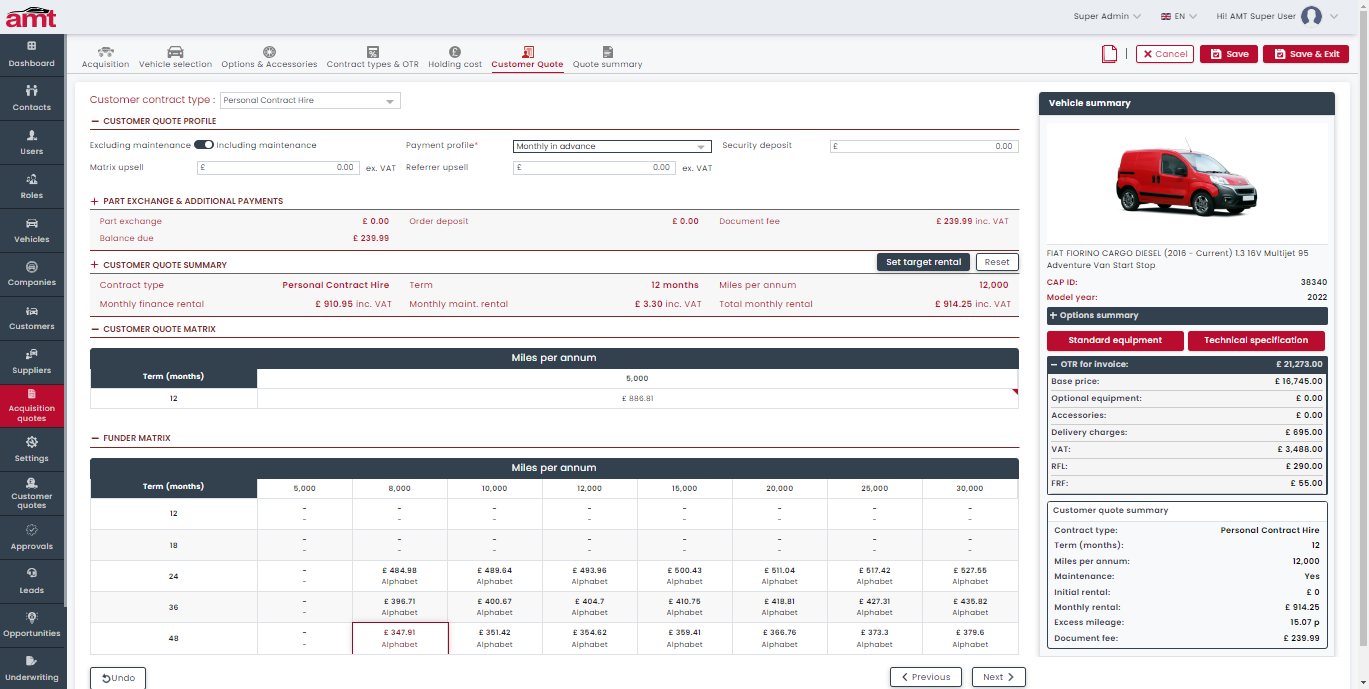 amt
Super Admin
EN
Hi! AMT Super User
Dashboard
Contacts
Users
Roles
Vehicles
Companies
Customers
Suppliers
Acquisition
quotes
Settings
Customer
quotes
Approvals
Leads
Opportunities
Underwriting
Acquisition Vehicle selection Options & Accessories Contract types & OTR Holding cost Customer Quote Quote summary
Cancel Save Save & Exit
Customer contract type : Personal Contract Hire
CUSTOMER QUOTE PROFILE
Excluding maintenance Including maintenance Payment profile* Monthly in advance Security deposit £ 0.00
Matrix upsell £ 0.00 ex. VAT Referrer upsell £ 0.00 ex. VAT
+ PART EXCHANGE & ADDITIONAL PAYMENTS
Part exchange £ 0.00 Order deposit £ 0.00 Document fee £ 239.99 inc. VAT
Balance due £ 239.99
+ CUSTOMER QUOTE SUMMARY Set target rental Reset
Contract type Personal Contract Hire Term 12 months Miles per annum 12,000
Monthly finance rental £ 910.95 inc. VAT Monthly maint. rental £ 3.30 inc. VAT Total monthly rental £ 914.25 inc. VAT
— CUSTOMER QUOTE MATRIX
Miles per annum
Term (months)
5,000
12 £ 886.81
— FUNDER MATRIX
Miles per annum
Term (months)
5,000 8,000 10,000 12,000 15,000 20,000 25,000 30,000
12 - - - - - - - -
- - - - - - - -
18 - - - - - - - -
- - - - - - - -
24 - £ 484.98 £ 489.64 £ 493.96 £ 500.43 £ 511.04 £ 517.42 £ 527.55
- Alphabet Alphabet Alphabet Alphabet Alphabet Alphabet Alphabet
36 - £ 396.71 £ 400.67 £ 404.7 £ 410.75 £ 418.81 £ 427.31 £ 435.82
- Alphabet Alphabet Alphabet Alphabet Alphabet Alphabet Alphabet
48 - £ 347.91 £ 351.42 £ 354.62 £ 359.41 £ 366.76 £ 373.3 £ 379.6
- Alphabet Alphabet Alphabet Alphabet Alphabet Alphabet Alphabet
Undo Previous Next
Vehicle summary
FIAT FIORINO CARGO DIESEL (2016 - Current) 1.3 16V Multijet 95
Adventure Van Start Stop
CAP ID: 38340
Model year: 2022
+ Options summary
Standard equipment Technical specification
— OTR for invoice: £ 21,273.00
Base price: £ 16,745.00
Optional equipment: £ 0.00
Accessories: £ 0.00
Delivery charges: £ 695.00
VAT: £ 3,488.00
RFL: £ 290.00
FRF: £ 55.00
Customer quote summary
Contract type: Personal Contract Hire
Term (months): 12
Miles per annum: 12,000
Maintenance: Yes
Initial rental: £ 0
Monthly rental: £ 914.25
Excess mileage: 15.07 p
Document fee: £ 239.99